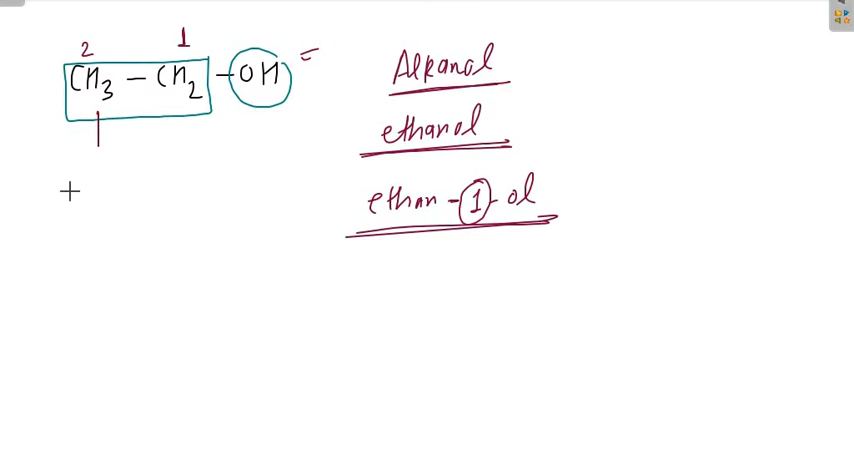 2 1
CH3 - CH2 - OH =
Alkanol
ethanol
ethan - 1 - ol